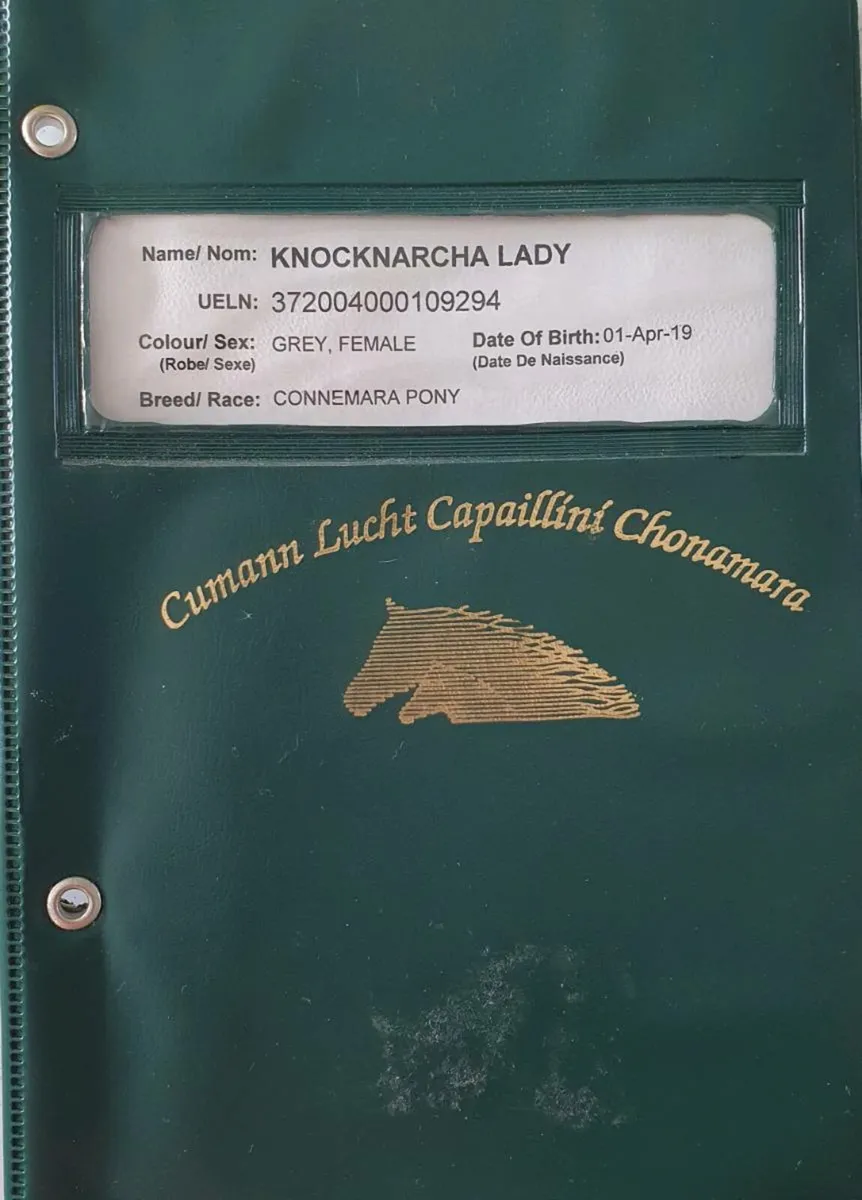 Name/ Nom: KNOCKNARCHA LADY
UELN: 372004000109294
Colour/ Sex: GREY, FEMALE Date Of Birth: 01-Apr-19
(Robe/ Sexe) (Date De Naissance)
Breed/ Race: CONNEMARA PONY
Cumann Lucht Capaillíní Chonamara